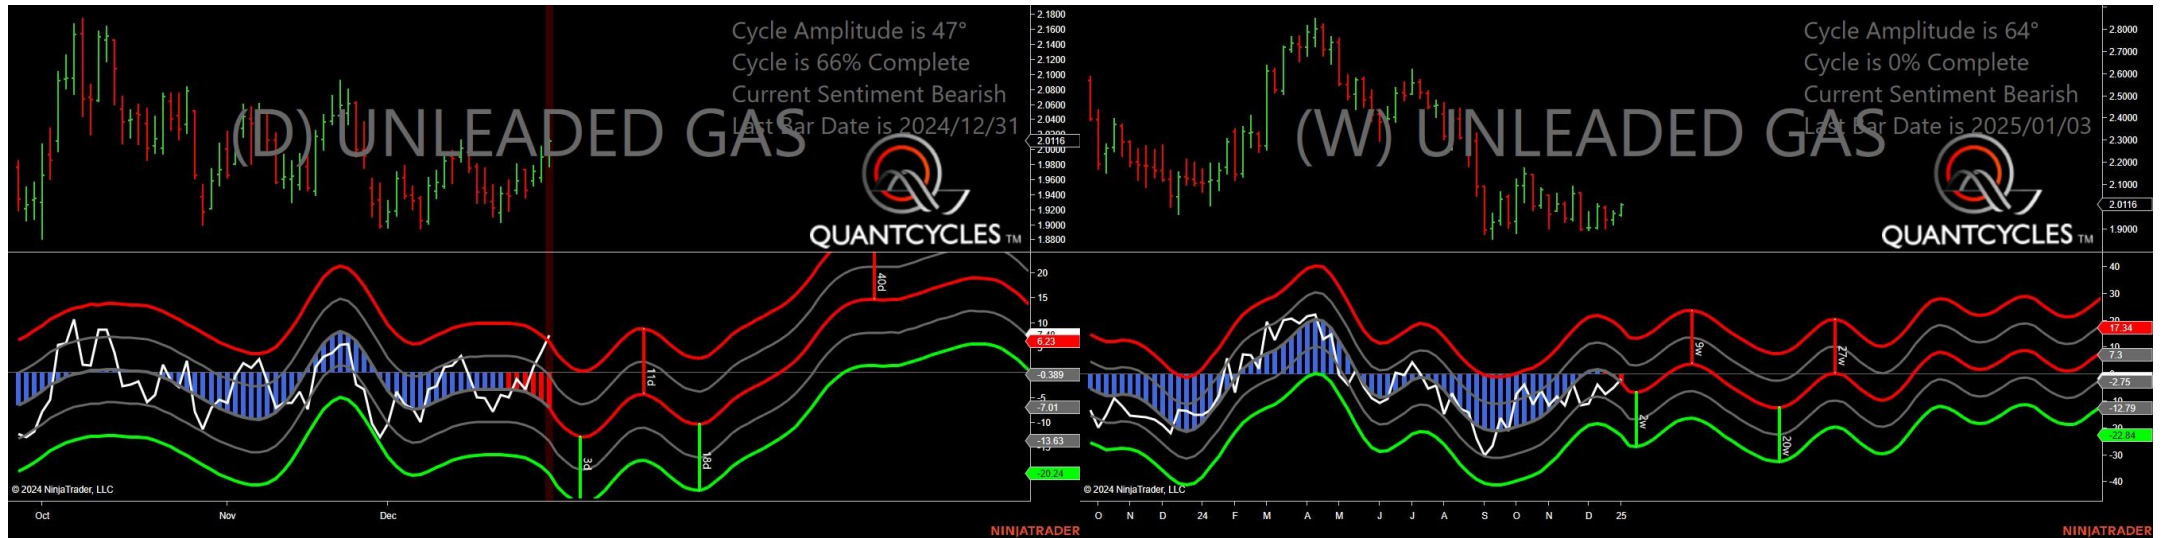 Cycle Amplitude is 47°
Cycle is 66% Complete
Current Sentiment Bearish
Last Bar Date is 2024/12/31
(D) UNLEADED GAS
QUANTCYCLES TM
2.1800
2.1600
2.1400
2.1200
2.1000
2.0800
2.0600
2.0400
2.0116
2.0000
1.9800
1.9600
1.9400
1.9200
1.9000
1.8800
20
15
10
6.23
-0.389
-5
-7.01
-10
-13.63
-20.24
40d
11d
3d
18d
© 2024 NinjaTrader, LLC
Oct
Nov
Dec
NINJATRADER
Cycle Amplitude is 64°
Cycle is 0% Complete
Current Sentiment Bearish
Last Bar Date is 2025/01/03
(W) UNLEADED GAS
QUANTCYCLES TM
2.8000
2.7000
2.6000
2.5000
2.4000
2.3000
2.2000
2.1000
2.0116
1.9000
40
30
17.34
7.3
-2.75
-12.79
-22.84
-30
-40
9w
27w
2w
20w
© 2024 NinjaTrader, LLC
O N D 24 F M A M J J A S O N D 25
NINJATRADER